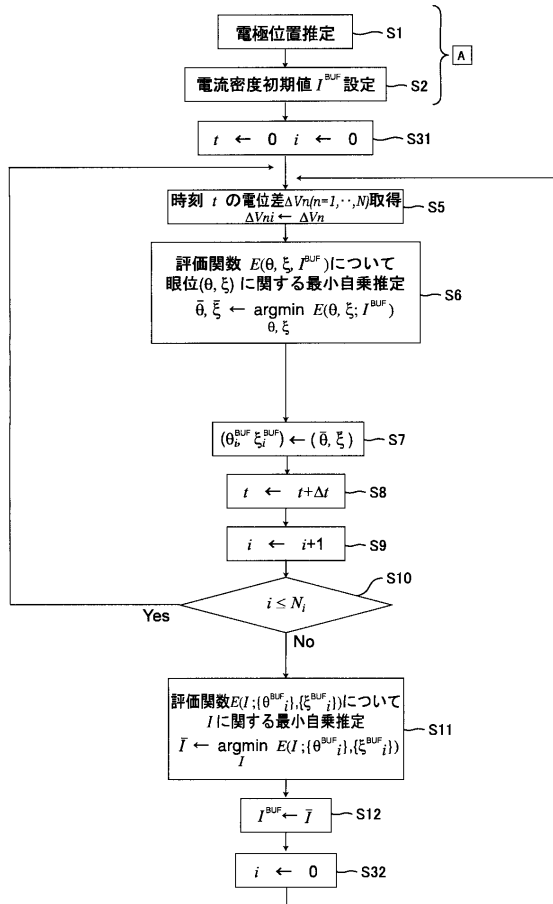 電極位置推定 S1
A
電流密度初期値 I^BUF 設定 S2
t ← 0 i ← 0 S31
時刻 t の電位差ΔVn(n=1,‥,N)取得
ΔVni ← ΔVn
S5
評価関数 E(θ, ξ, I^BUF)について
眼位(θ, ξ) に関する最小自乗推定
θ̄, ξ̄ ← argmin E(θ, ξ; I^BUF)
θ, ξ
S6
(θ_i^BUF, ξ_i^BUF) ← (θ̄, ξ̄) S7
t ← t+Δt S8
i ← i+1 S9
S10
i ≤ N_i
Yes
No
評価関数E(I ;{θ^BUF_i},{ξ^BUF_i})について
I に関する最小自乗推定
Ī ← argmin E(I ;{θ^BUF_i},{ξ^BUF_i})
I
S11
I^BUF ← Ī S12
i ← 0 S32